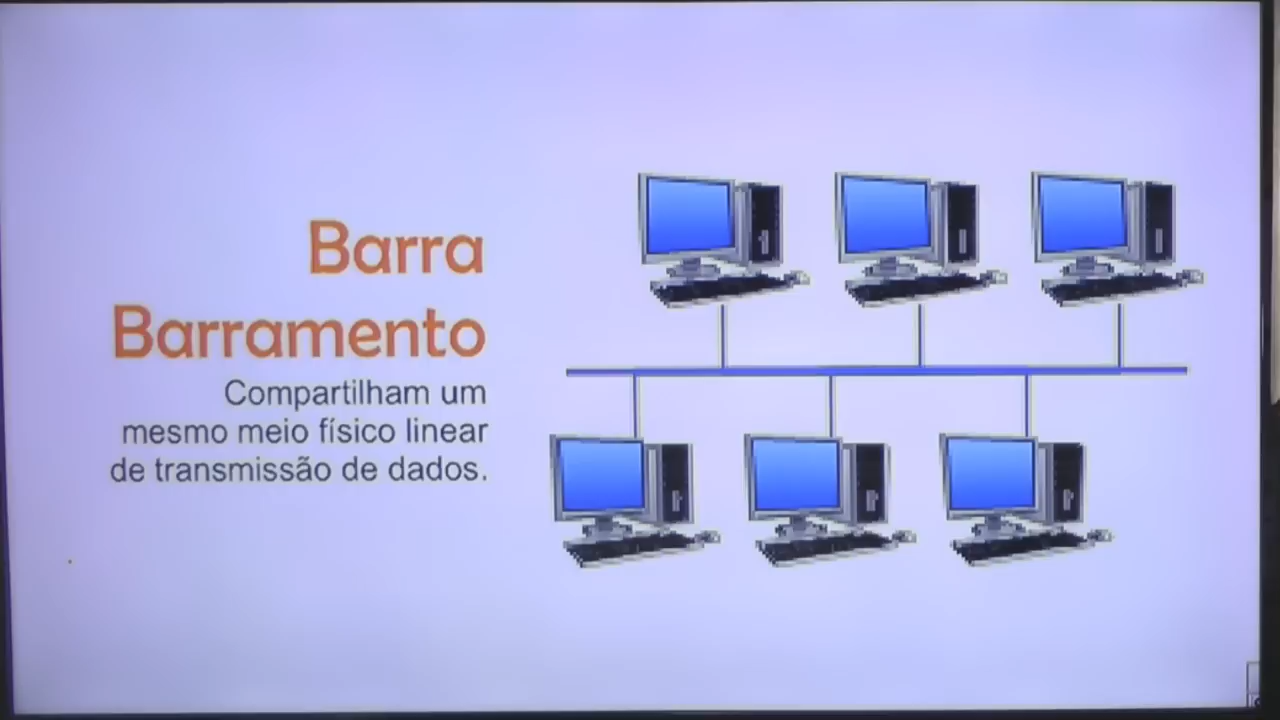 Barra
Barramento
Compartilham um
mesmo meio físico linear
de transmissão de dados.